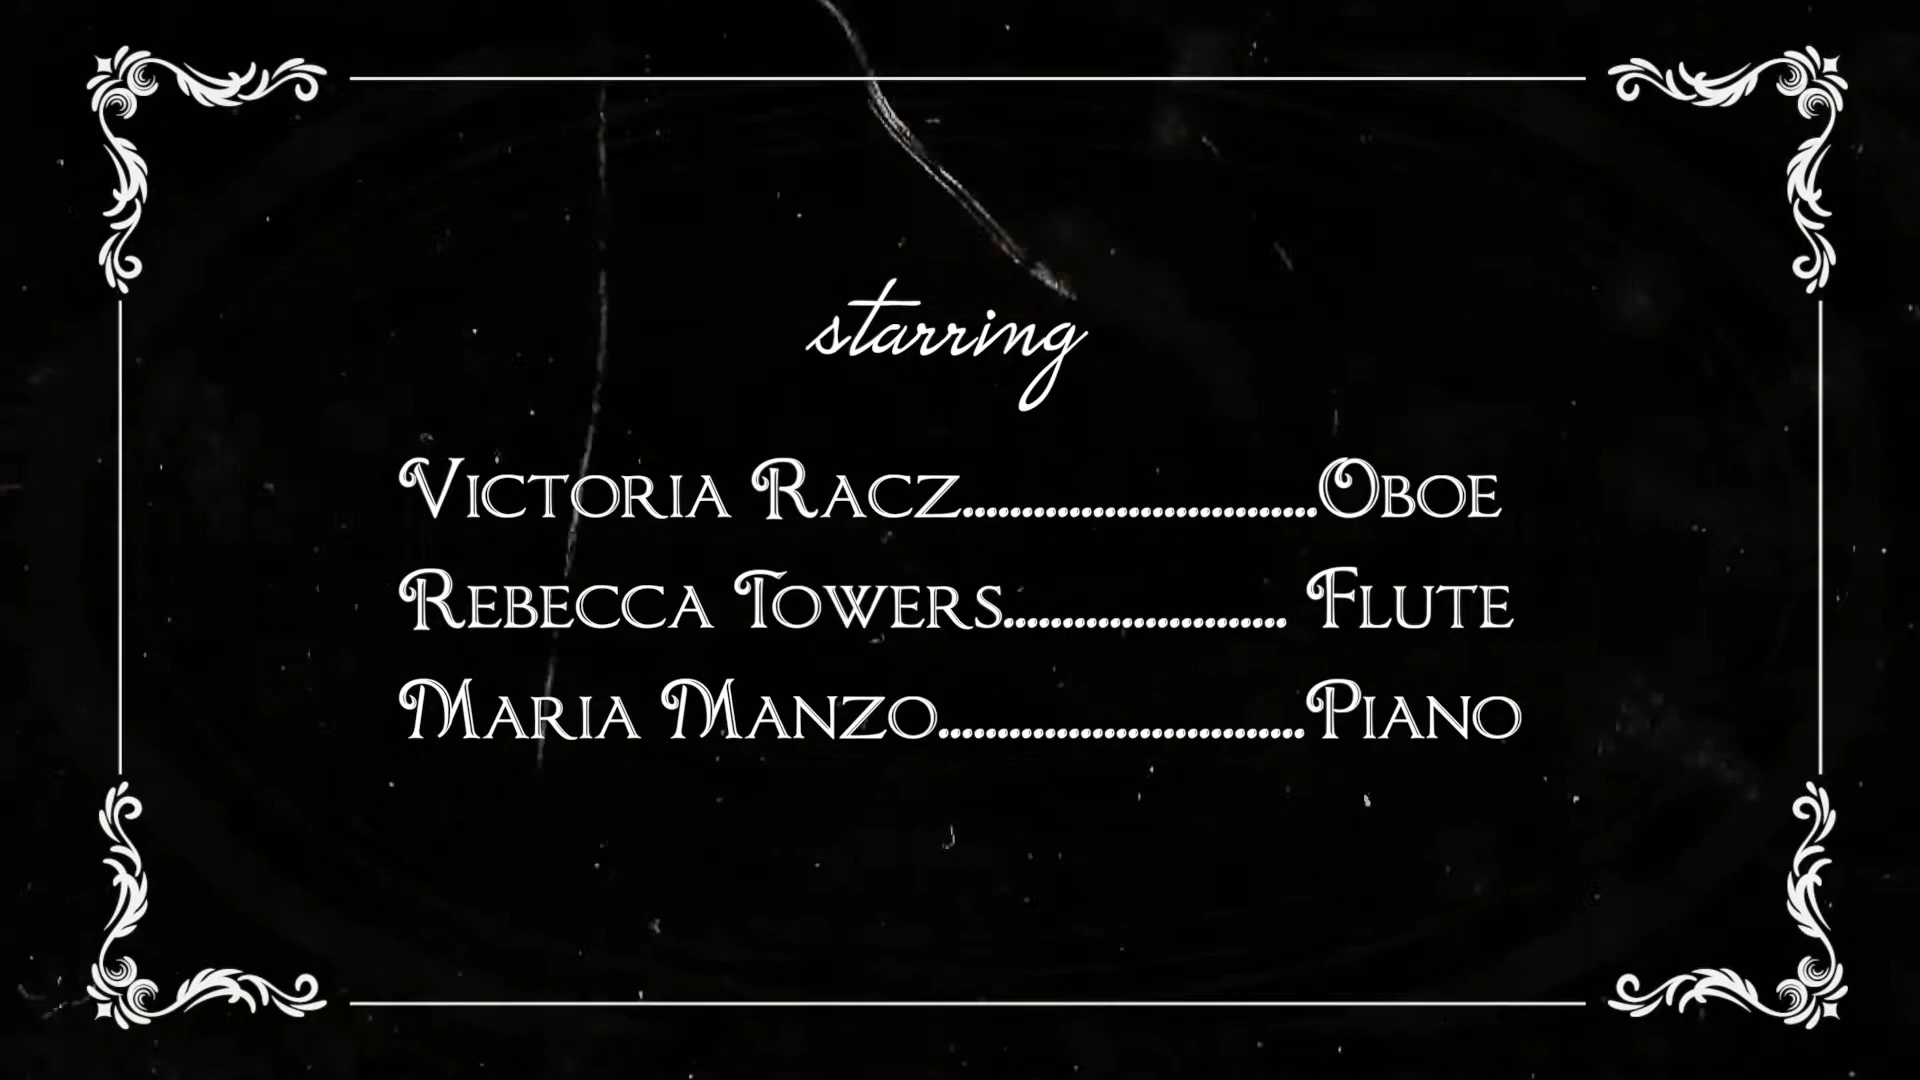 starring
Victoria Racz..............................Oboe
Rebecca Towers........................ Flute
Maria Manzo...............................Piano